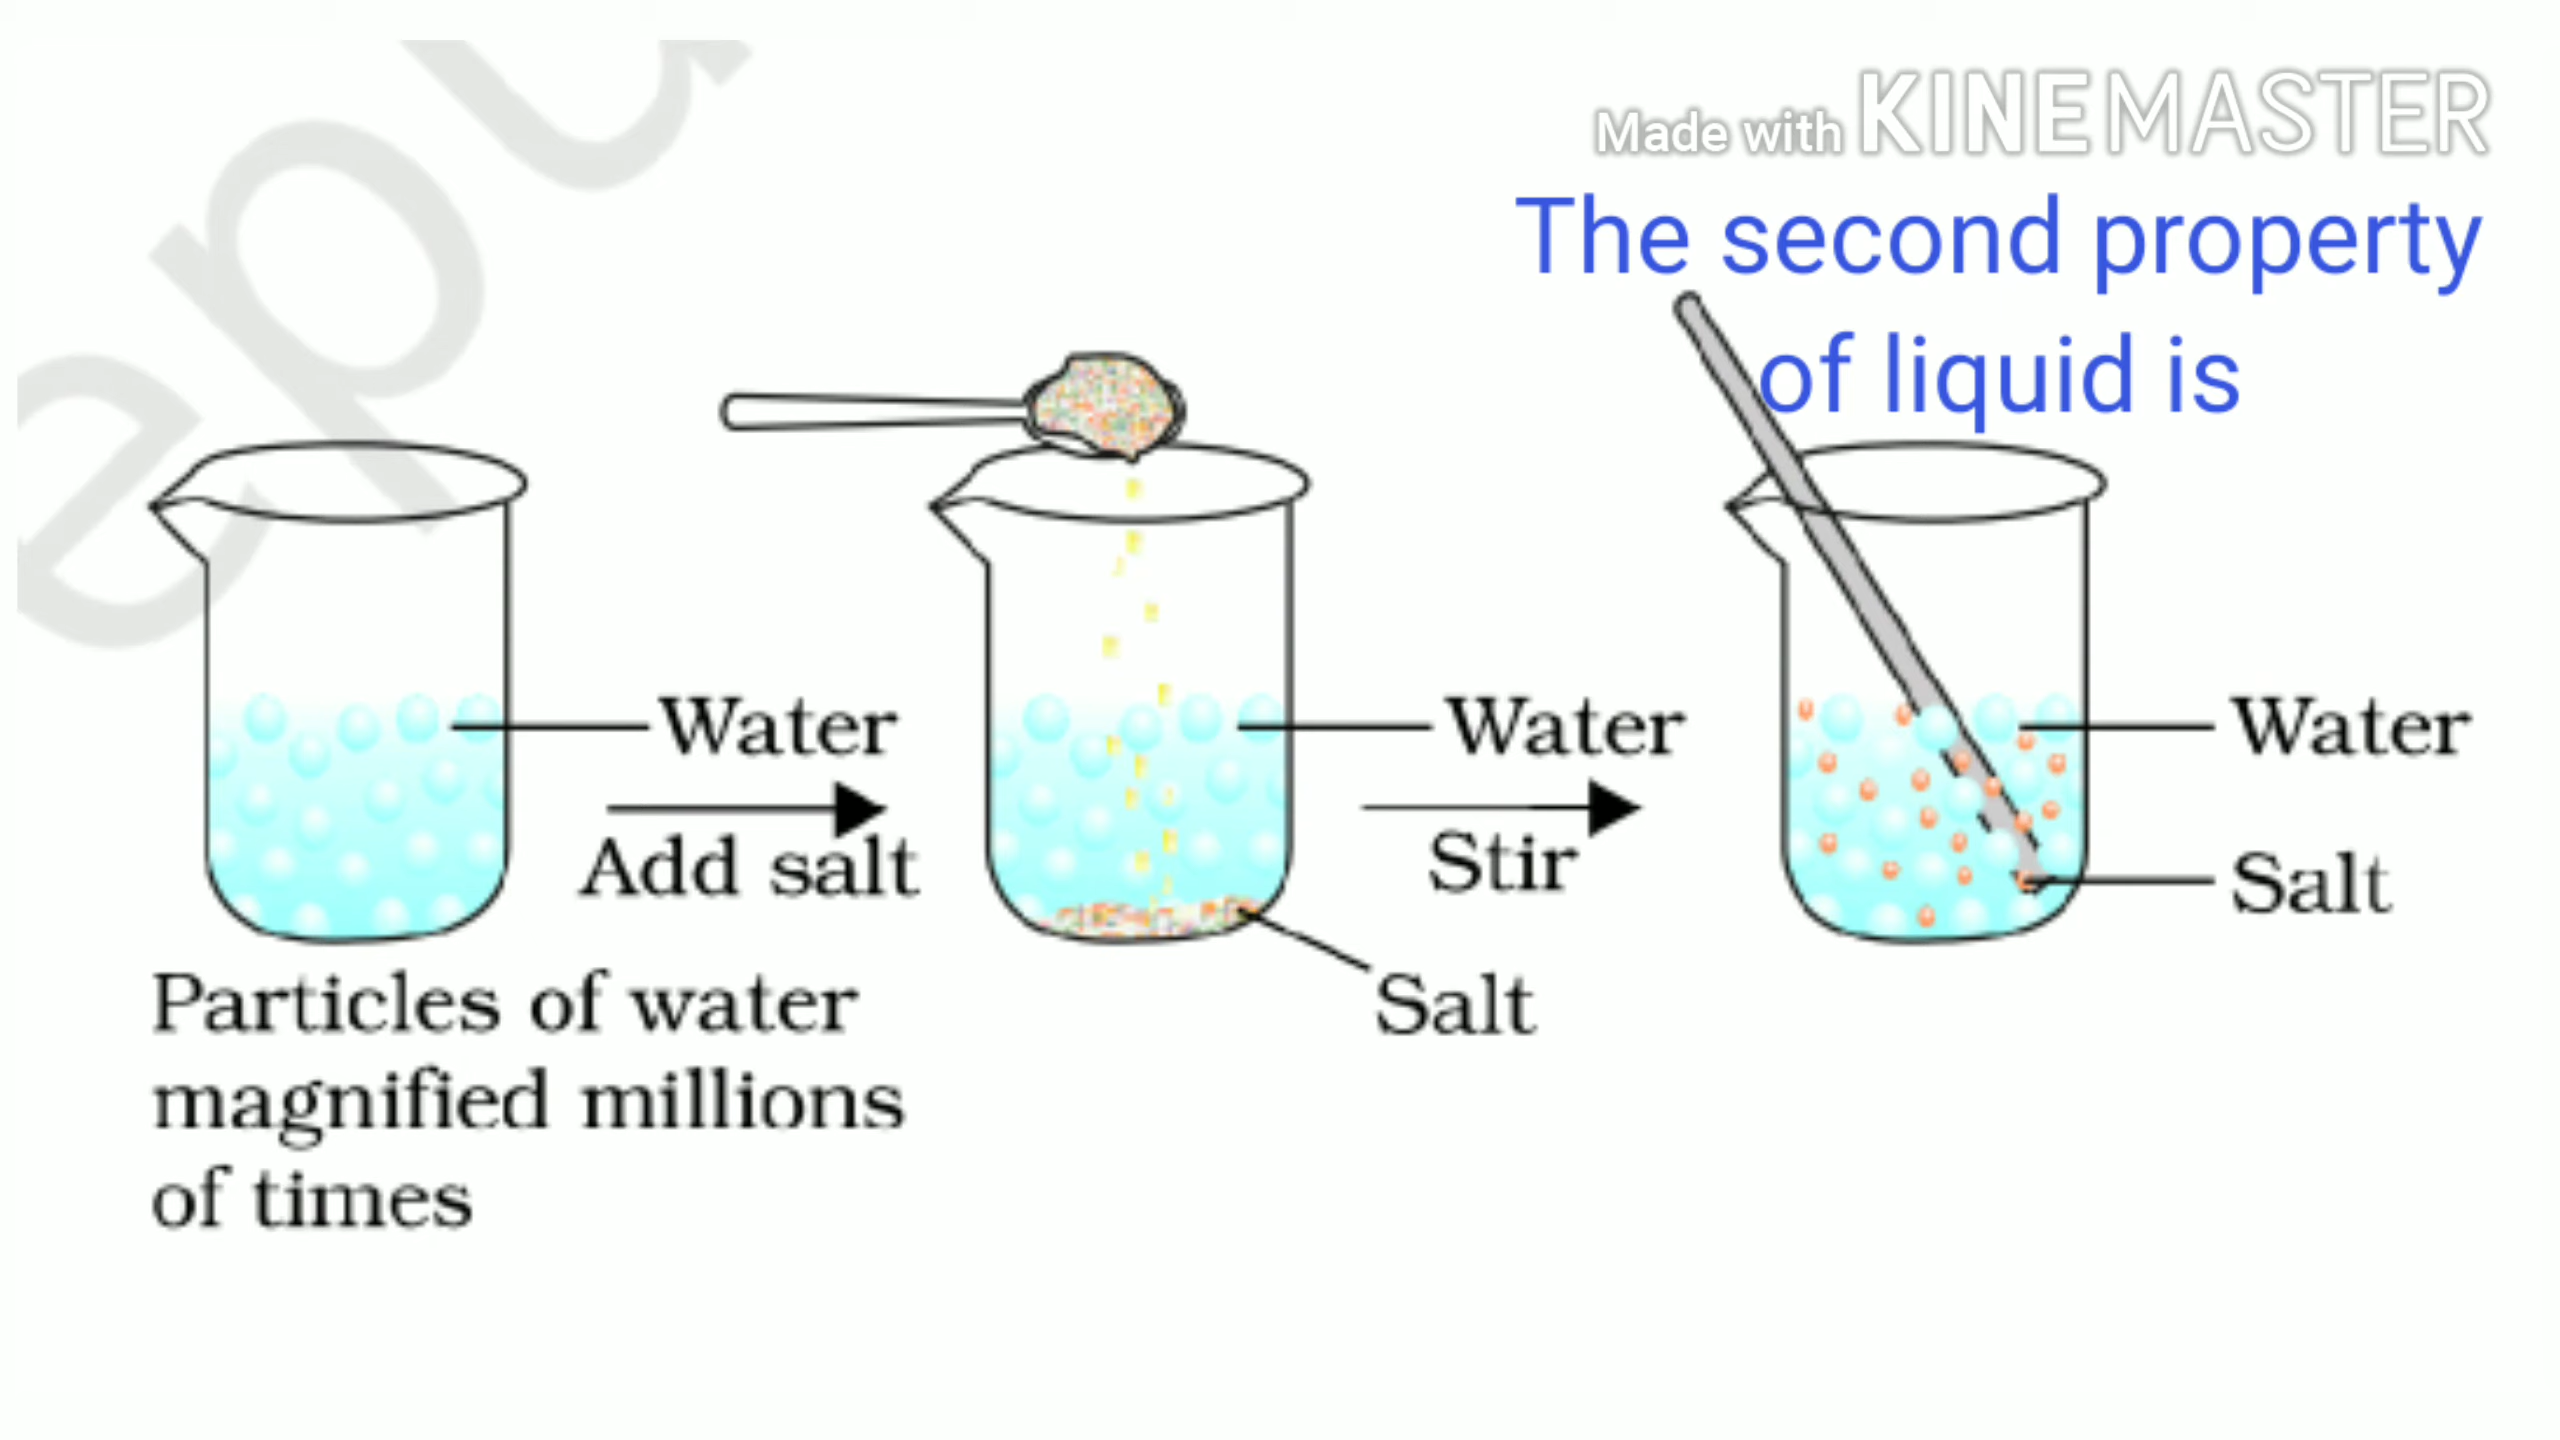 Made with KINEMASTER
The second property
of liquid is
Water
Add salt
Water
Stir
Water
Salt
Salt
Particles of water
magnified millions
of times